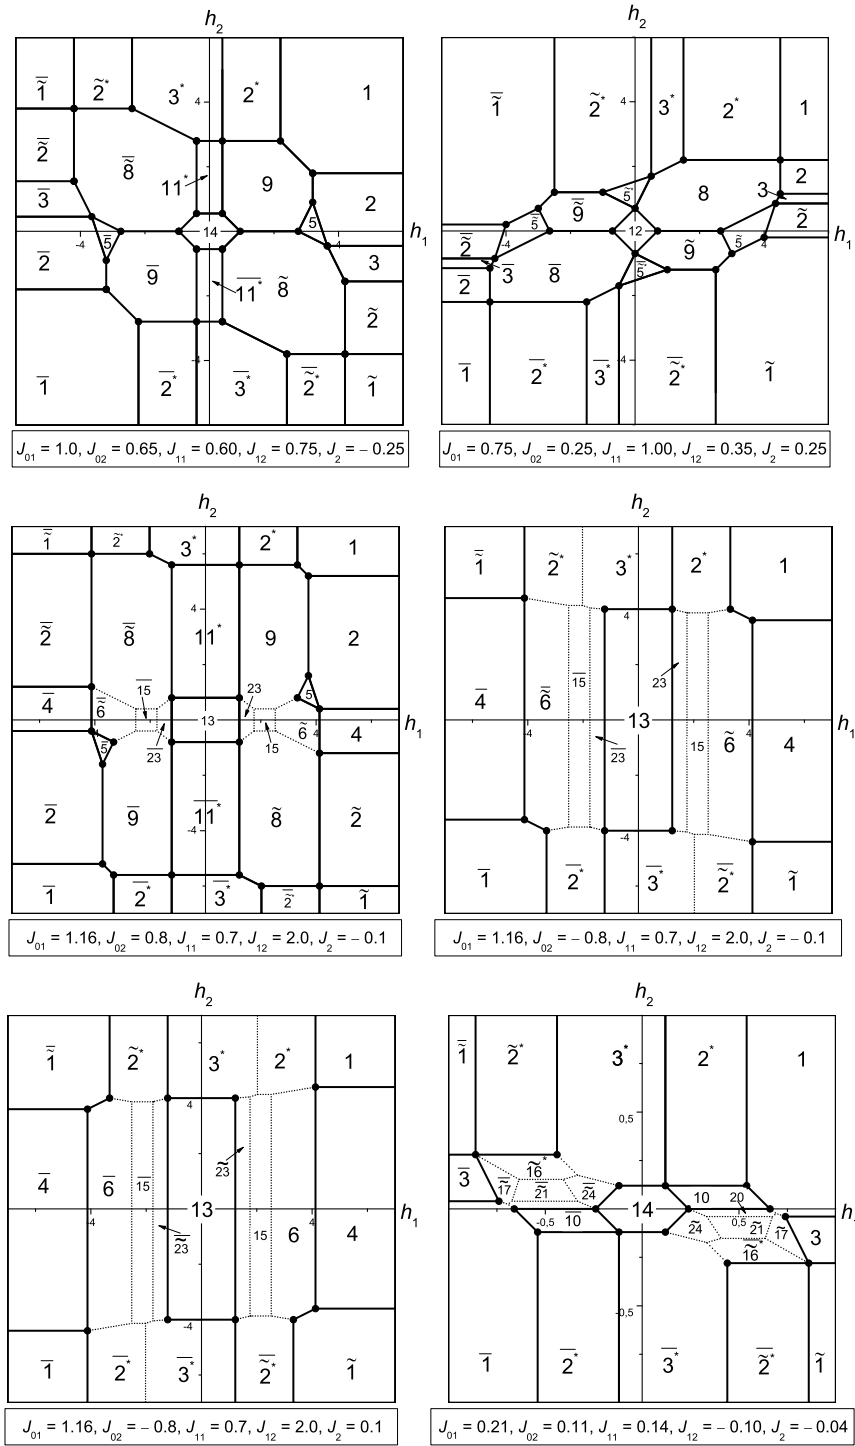 h₂
1̃̅ 2̃* 3* 2* 1
4
2̃̅ 8̃̅ 11* 9 2
3̅
-4 5̅ 14 5 4 h₁
2̅ 9̅ 11̅* 8̃ 3
2̃
-4
1̅ 2̅* 3̅* 2̃̅* 1̃
J₀₁ = 1.0, J₀₂ = 0.65, J₁₁ = 0.60, J₁₂ = 0.75, J₂ = − 0.25
h₂
1̃̅ 2̃* 3* 2* 1
4
5̃* 8 3 2
5̃̅ 9̃̅ 2̃
-4 12 4 h₁
2̃̅ 9̃ 5̃
3̅ 8̅ 5̃̅*
2̅
-4
1̅ 2̅* 3̅* 2̃̅* 1̃
J₀₁ = 0.75, J₀₂ = 0.25, J₁₁ = 1.00, J₁₂ = 0.35, J₂ = 0.25
h₂
1̃̅ 2̃* 3* 2* 1
4
2̃̅ 8̃̅ 11* 9 2
4̅ 6̃̅ 15̅ 23 5
-4 13 4 h₁
5̅ 23̅ 15 6̃ 4
2̅ 9̅ 11̅* 8̃ 2̃
-4
1̅ 2̅* 3̅* 2̃̅ 1̃
J₀₁ = 1.16, J₀₂ = 0.8, J₁₁ = 0.7, J₁₂ = 2.0, J₂ = − 0.1
h₂
1̃̅ 2̃* 3* 2* 1
4
4̅ 6̃̅ 15̅ 23
-4 13 4 h₁
23̅ 15 6̃ 4
-4
1̅ 2̅* 3̅* 2̃̅* 1̃
J₀₁ = 1.16, J₀₂ = − 0.8, J₁₁ = 0.7, J₁₂ = 2.0, J₂ = − 0.1
h₂
1̃̅ 2̃* 3* 2* 1
4
4̅ 6̅ 15̅ 23̃
-4 13 4 h₁
23̃̅ 15 6 4
-4
1̅ 2̅* 3̅* 2̃̅* 1̃
J₀₁ = 1.16, J₀₂ = − 0.8, J₁₁ = 0.7, J₁₂ = 2.0, J₂ = 0.1
h₂
1̃̅ 2̃* 3* 2* 1
0,5
3̅ 16̃*
17̃̅ 21̃̅ 24̃̅ 10 20
-0,5 10̅ 14 0,5 h₁
24̃ 21̃ 17̃ 3
16̃̅*
-0,5
1̅ 2̅* 3̅* 2̃̅* 1̃
J₀₁ = 0.21, J₀₂ = 0.11, J₁₁ = 0.14, J₁₂ = − 0.10, J₂ = − 0.04